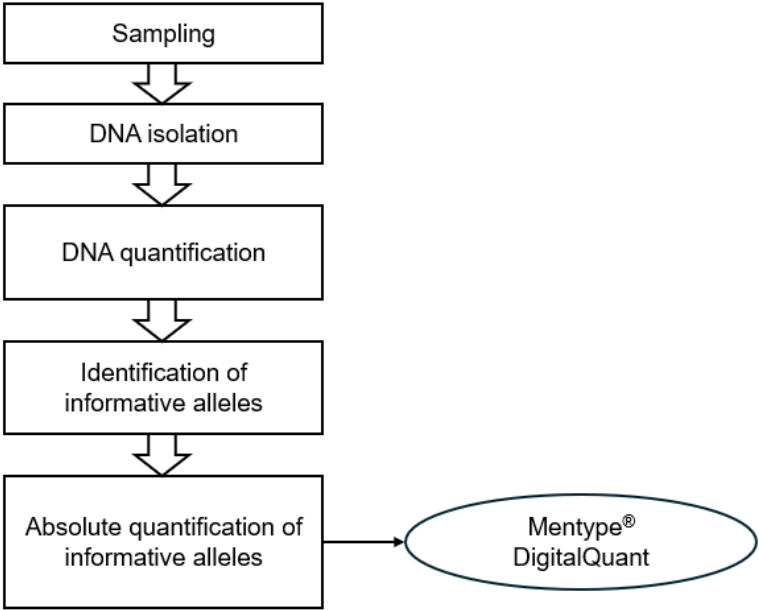 Sampling
DNA isolation
DNA quantification
Identification of
informative alleles
Absolute quantification of
informative alleles
Mentype®
DigitalQuant